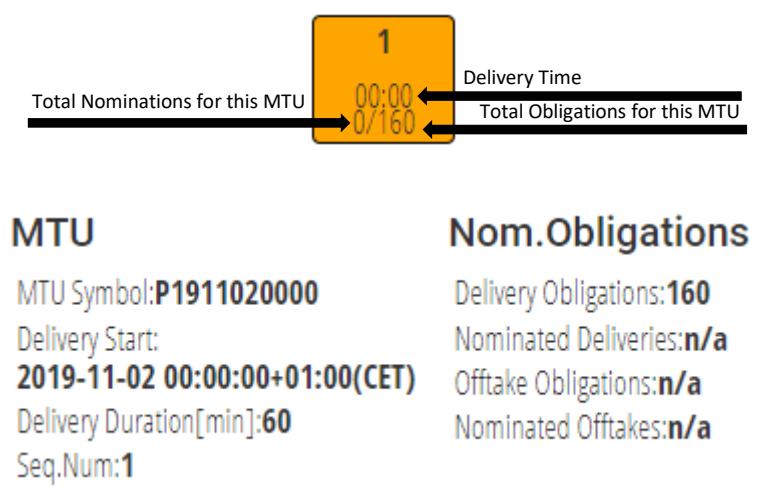 1
Delivery Time
00:00
Total Nominations for this MTU
Total Obligations for this MTU
0/160
MTU
MTU Symbol:P1911020000
Delivery Start:
2019-11-02 00:00:00+01:00(CET)
Delivery Duration[min]:60
Seq.Num:1
Nom.Obligations
Delivery Obligations:160
Nominated Deliveries:n/a
Offtake Obligations:n/a
Nominated Offtakes:n/a